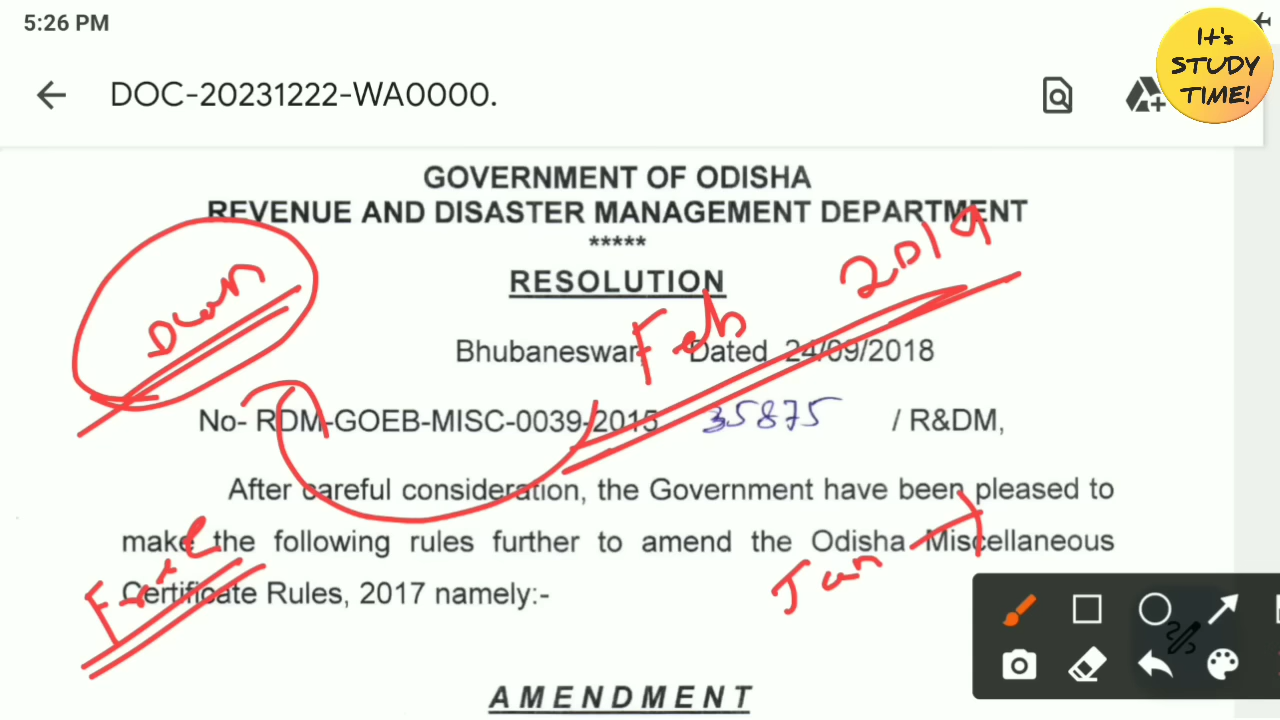 5:26 PM
It's
STUDY
TIME!
DOC-20231222-WA0000.
GOVERNMENT OF ODISHA
REVENUE AND DISASTER MANAGEMENT DEPARTMENT
*****
RESOLUTION
2019
Feb
Bhubaneswar, Dated 24/09/2018
No- RDM-GOEB-MISC-0039-2015 35875 / R&DM,
After careful consideration, the Government have been pleased to
make the following rules further to amend the Odisha Miscellaneous
Certificate Rules, 2017 namely:-
Jan
AMENDMENT